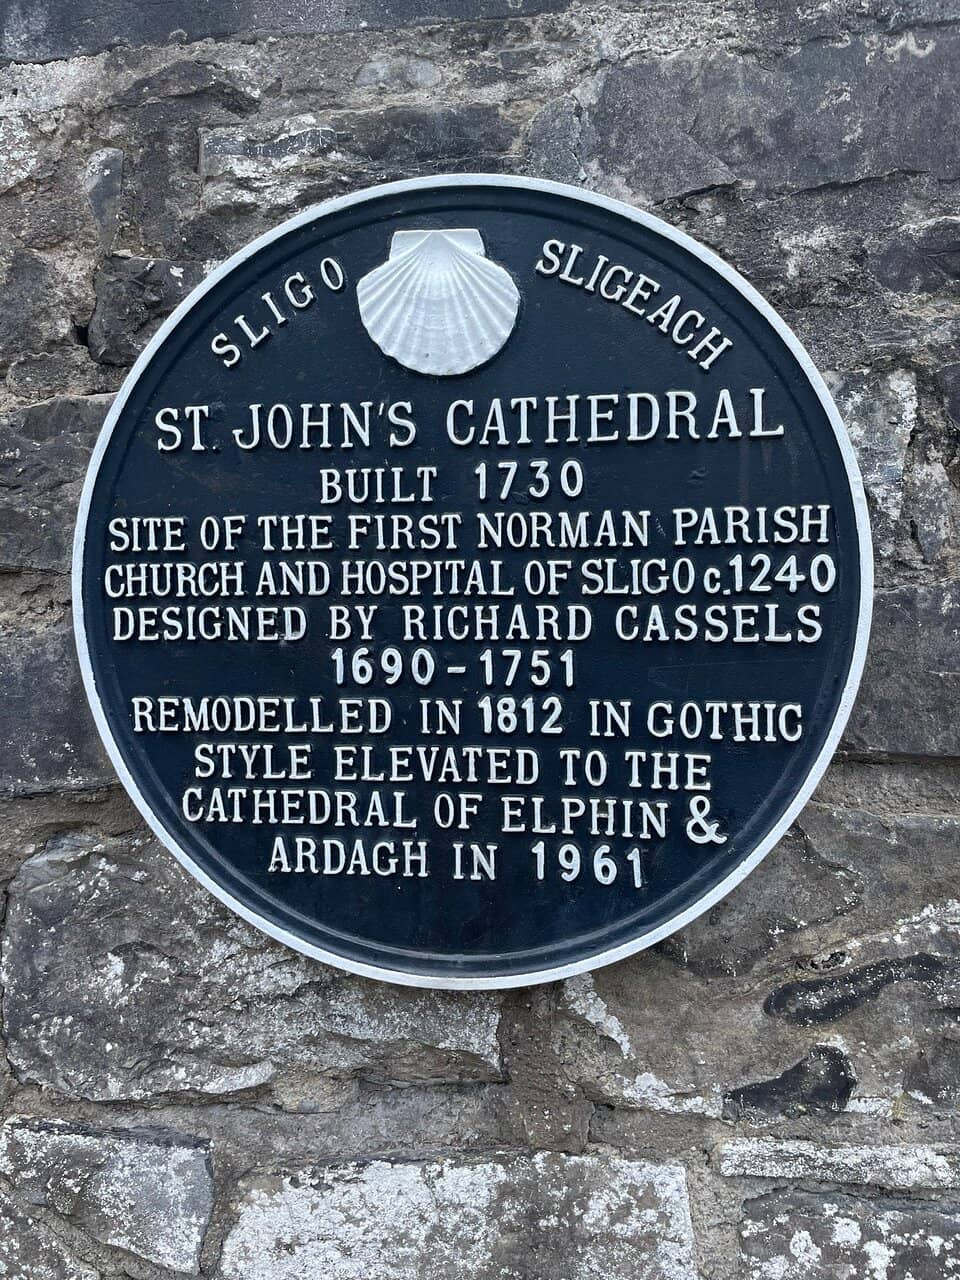 SLIGO SLIGEACH
ST. JOHN'S CATHEDRAL
BUILT 1730
SITE OF THE FIRST NORMAN PARISH
CHURCH AND HOSPITAL OF SLIGO c.1240
DESIGNED BY RICHARD CASSELS
1690-1751
REMODELLED IN 1812 IN GOTHIC
STYLE ELEVATED TO THE
CATHEDRAL OF ELPHIN &
ARDAGH IN 1961